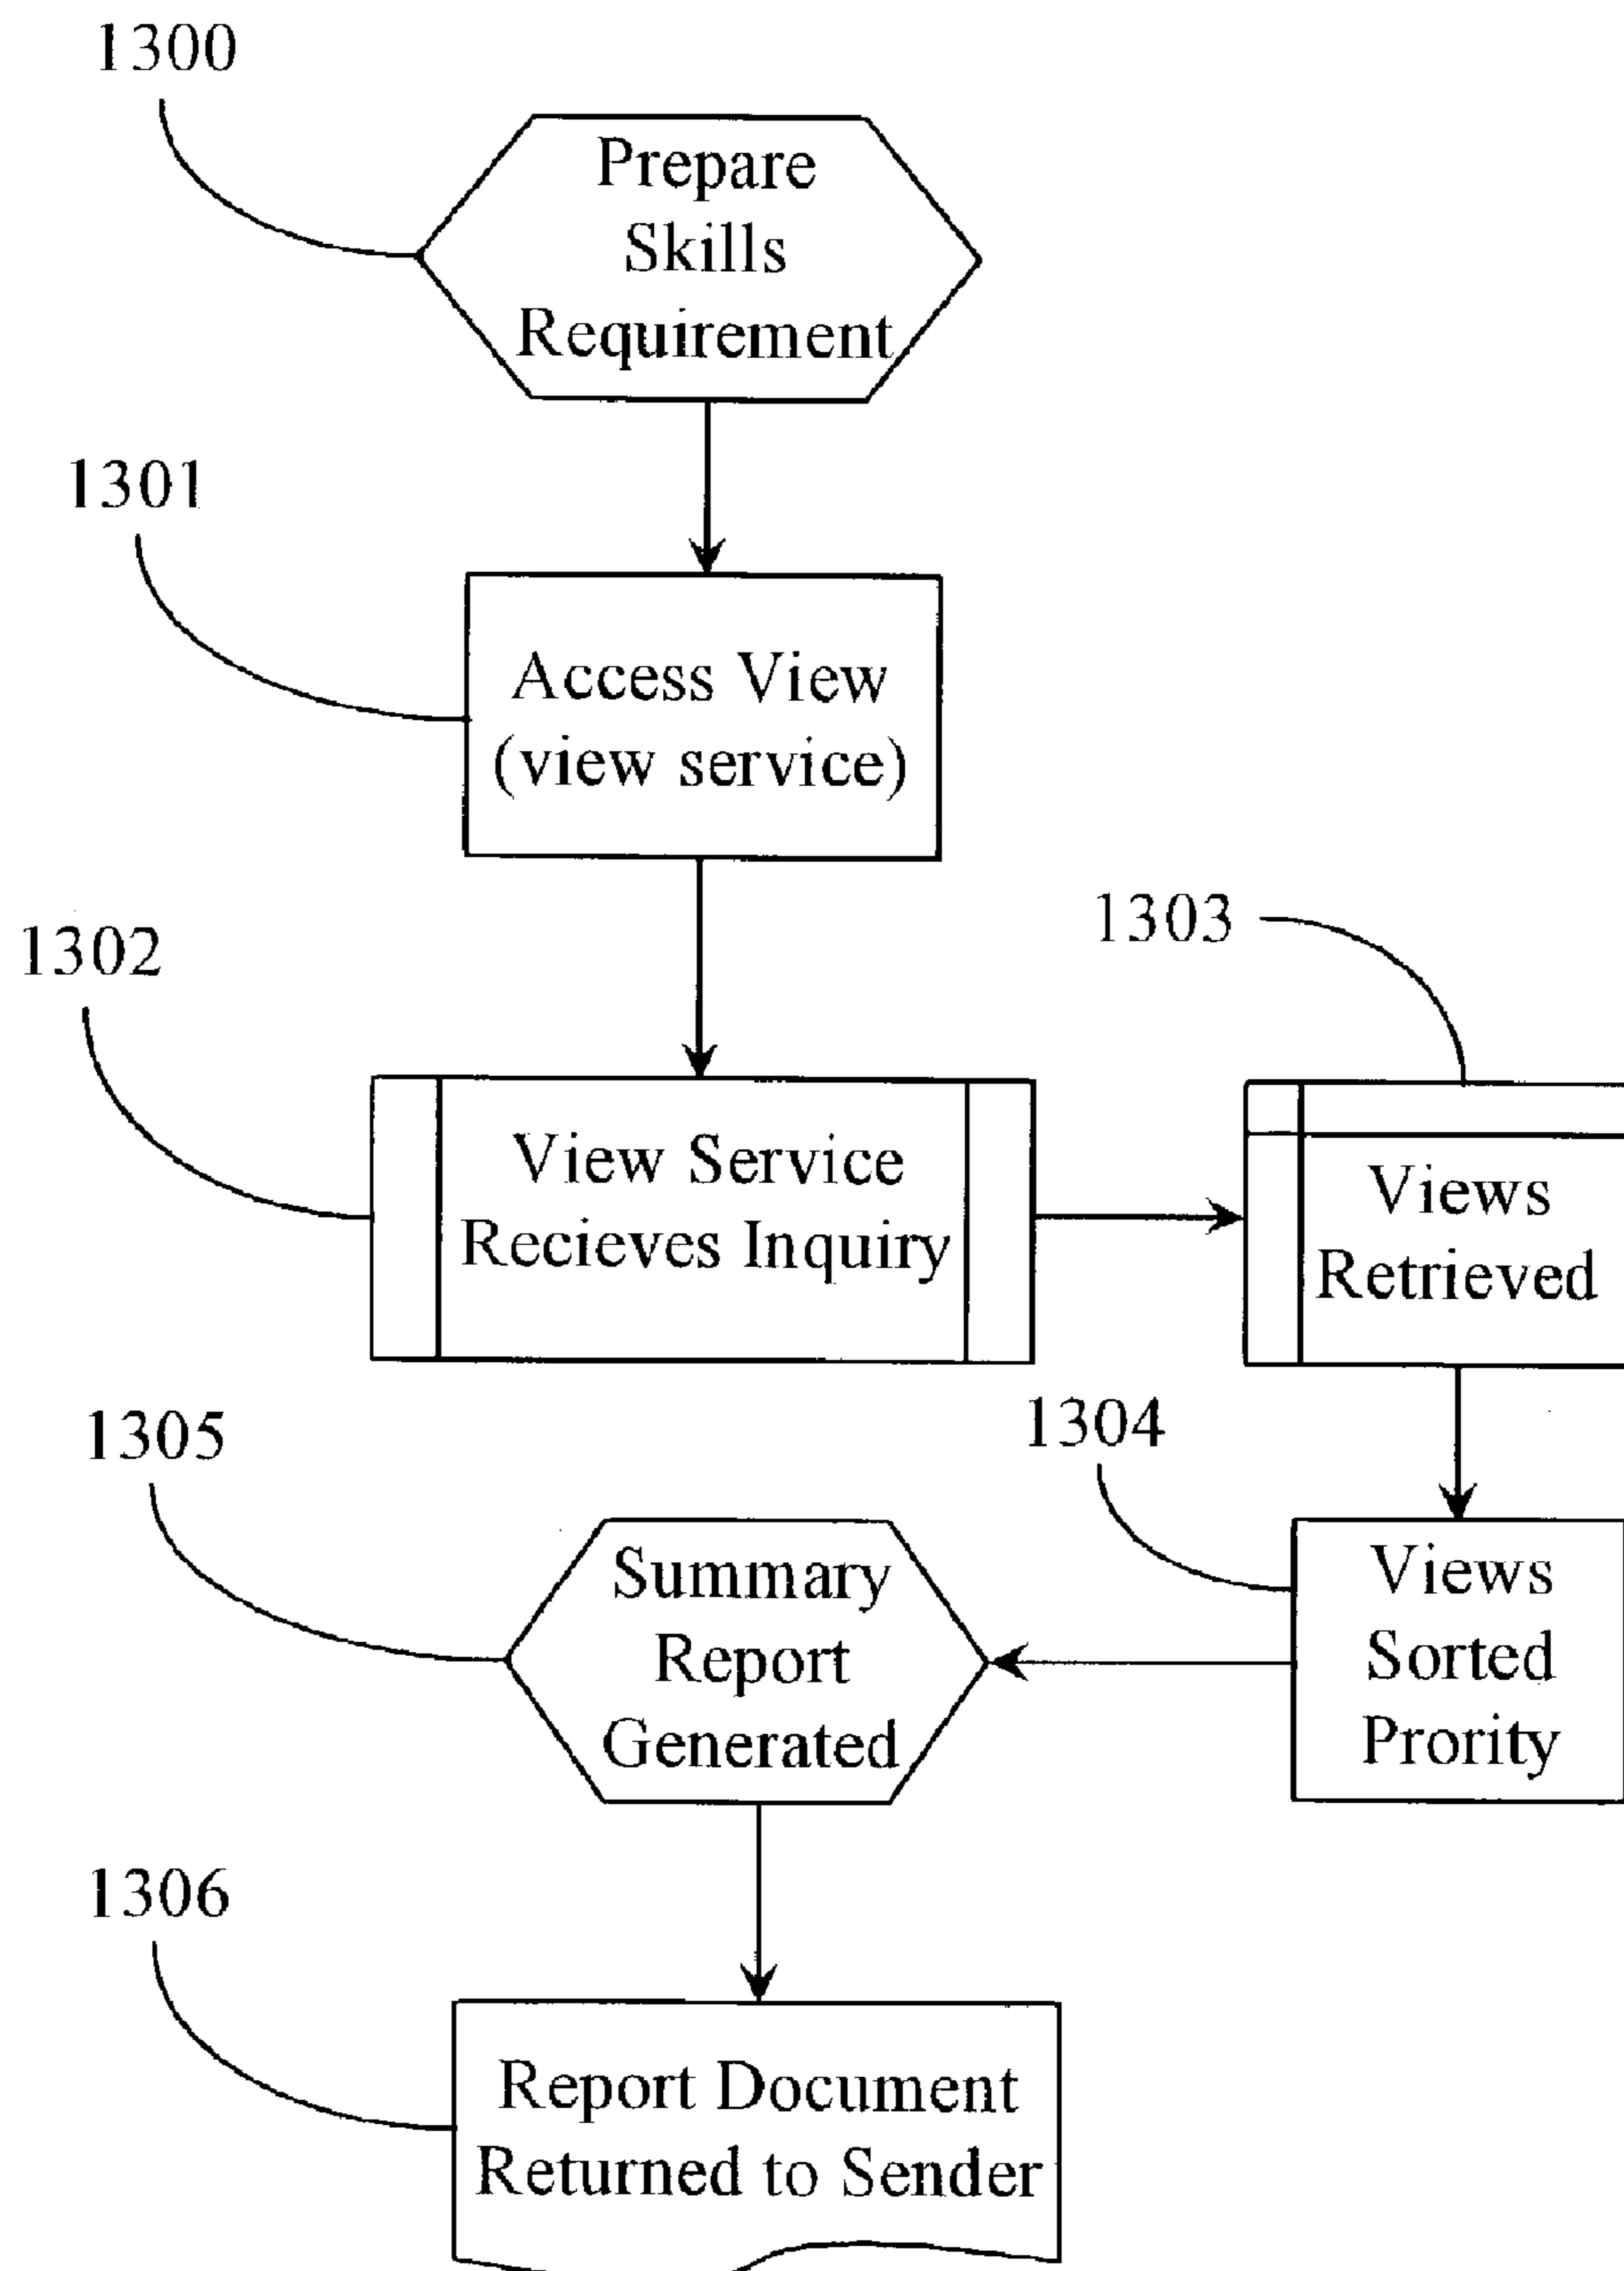 1300
Prepare
Skills
Requirement
1301
Access View
(view service)
1302
1303
View Service
Recieves Inquiry
Views
Retrieved
1305
1304
Summary
Report
Generated
Views
Sorted
Prority
1306
Report Document
Returned to Sender